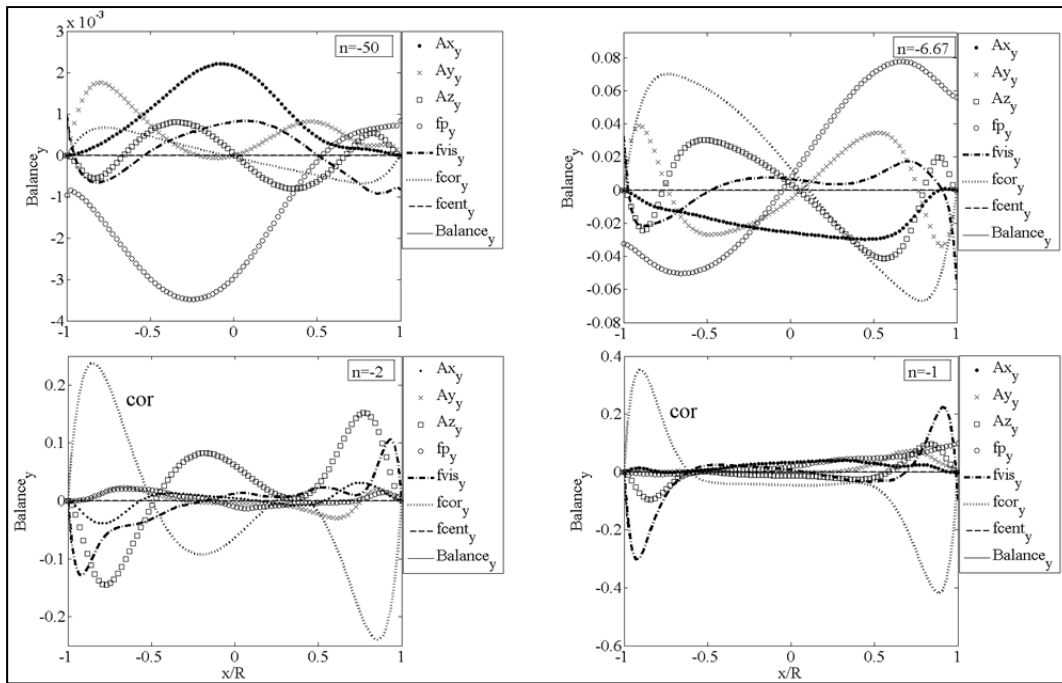 x 10^-3
3
2
1
0
-1
-2
-3
-4
-1
-0.5
0
0.5
1
Balance_y
n=-50
Ax_y
Ay_y
Az_y
fp_y
fvis_y
fcor_y
fcent_y
Balance_y
0.08
0.06
0.04
0.02
0
-0.02
-0.04
-0.06
-0.08
-1
-0.5
0
0.5
1
Balance_y
n=-6.67
Ax_y
Ay_y
Az_y
fp_y
fvis_y
fcor_y
fcent_y
Balance_y
0.2
0.1
0
-0.1
-0.2
-1
-0.5
0
0.5
1
Balance_y
x/R
n=-2
cor
Ax_y
Ay_y
Az_y
fp_y
fvis_y
fcor_y
fcent_y
Balance_y
0.4
0.2
0
-0.2
-0.4
-0.6
-1
-0.5
0
0.5
1
Balance_y
x/R
n=-1
cor
Ax_y
Ay_y
Az_y
fp_y
fvis_y
fcor_y
fcent_y
Balance_y